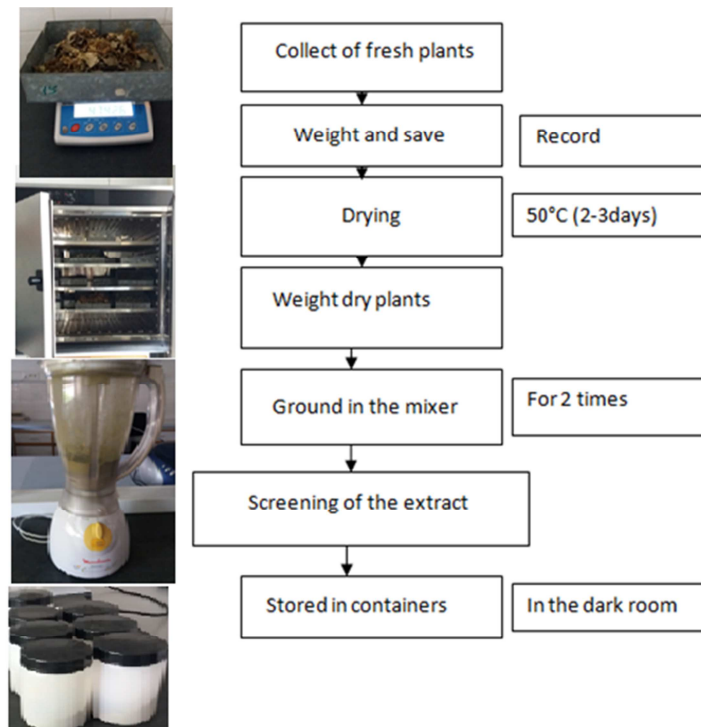 Collect of fresh plants
Weight and save
Record
Drying
50°C (2-3days)
Weight dry plants
Ground in the mixer
For 2 times
Screening of the extract
Stored in containers
In the dark room